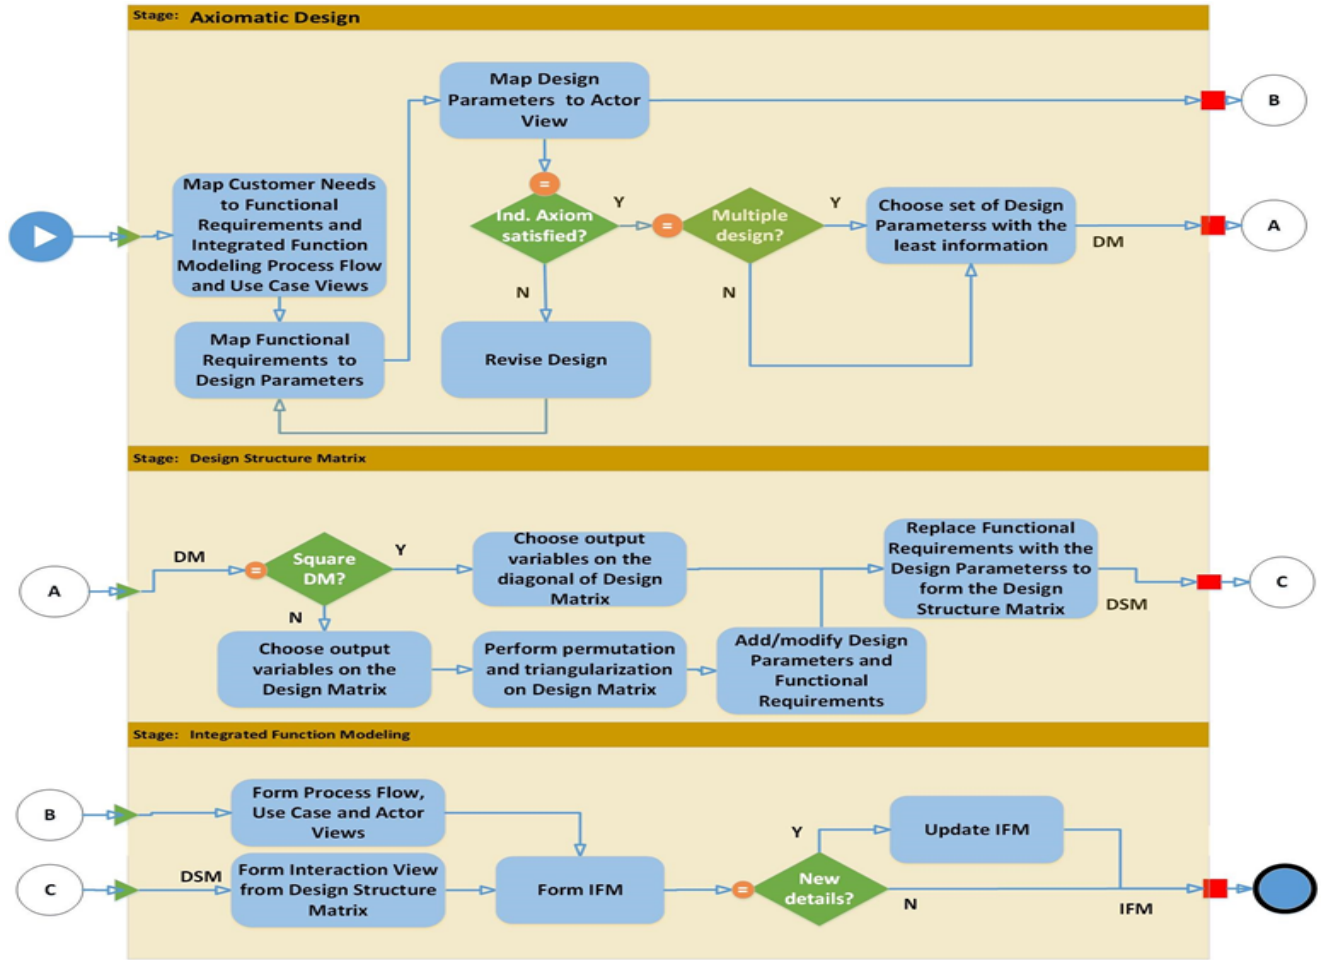 Stage: Axiomatic Design
Map Design
Parameters to Actor
View
B
Map Customer Needs
to Functional
Requirements and
Integrated Function
Modeling Process Flow
and Use Case Views
=
Ind. Axiom
satisfied?
Y
=
Multiple
design?
Y
Choose set of Design
Parameterss with the
least information
DM
A
N
N
Map Functional
Requirements to
Design Parameters
Revise Design
Stage: Design Structure Matrix
A
DM
=
Square
DM?
Y
Choose output
variables on the
diagonal of Design
Matrix
Replace Functional
Requirements with the
Design Parameterss to
form the Design
Structure Matrix
DSM
C
N
Choose output
variables on the
Design Matrix
Perform permutation
and triangularization
on Design Matrix
Add/modify Design
Parameters and
Functional
Requirements
Stage: Integrated Function Modeling
B
Form Process Flow,
Use Case and Actor
Views
Y
Update IFM
C
DSM
Form Interaction View
from Design Structure
Matrix
Form IFM
=
New
details?
N
IFM